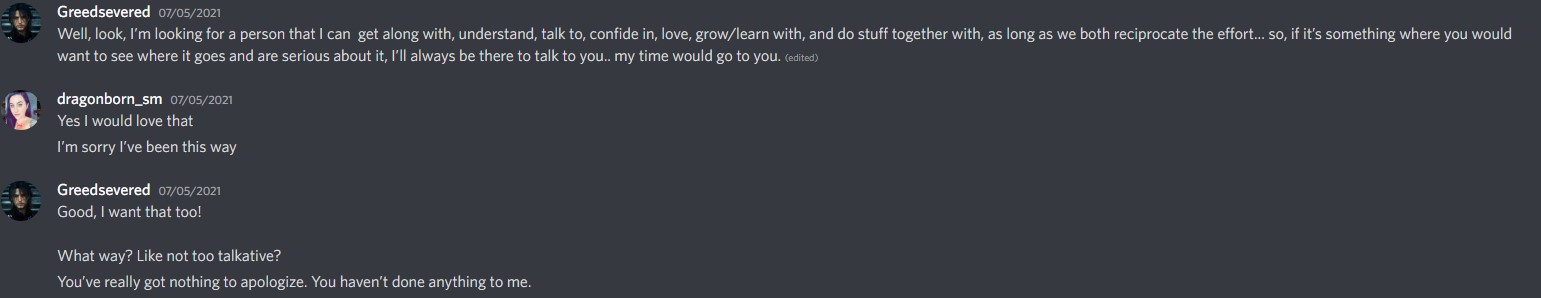 Greedsevered 07/05/2021
Well, look, I'm looking for a person that I can get along with, understand, talk to, confide in, love, grow/learn with, and do stuff together with, as long as we both reciprocate the effort... so, if it's something where you would
want to see where it goes and are serious about it, I'll always be there to talk to you.. my time would go to you. (edited)
dragonborn_sm 07/05/2021
Yes I would love that
I'm sorry I've been this way
Greedsevered 07/05/2021
Good, I want that too!
What way? Like not too talkative?
You've really got nothing to apologize. You haven't done anything to me.